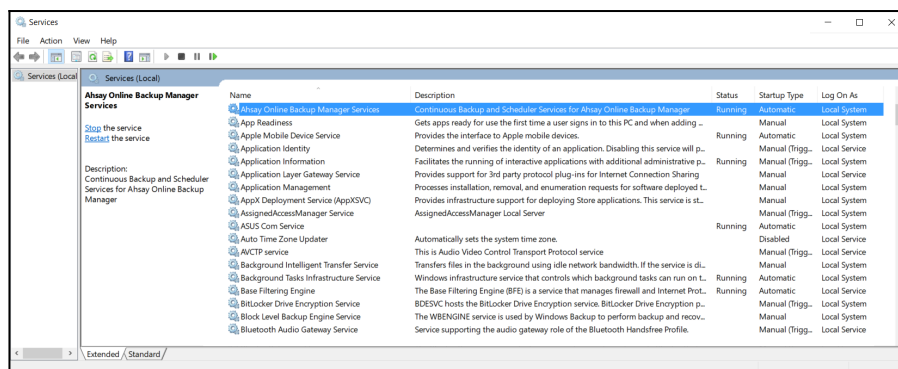 Services
File Action View Help
Services (Local
Services (Local)
Ahsay Online Backup Manager
Services
Stop the service
Restart the service
Description:
Continuous Backup and Scheduler
Services for Ahsay Online Backup
Manager
Name Description Status Startup Type Log On As
Ahsay Online Backup Manager Services Continuous Backup and Scheduler Services for Ahsay Online Backup Manager Running Automatic Local System
App Readiness Gets apps ready for use the first time a user signs in to this PC and when adding ... Manual Local System
Apple Mobile Device Service Provides the interface to Apple mobile devices. Running Automatic Local System
Application Identity Determines and verifies the identity of an application. Disabling this service will p... Manual (Trigg... Local Service
Application Information Facilitates the running of interactive applications with additional administrative p... Running Manual (Trigg... Local System
Application Layer Gateway Service Provides support for 3rd party protocol plug-ins for Internet Connection Sharing Manual Local Service
Application Management Processes installation, removal, and enumeration requests for software deployed t... Manual Local System
AppX Deployment Service (AppXSVC) Provides infrastructure support for deploying Store applications. This service is st... Manual Local System
AssignedAccessManager Service AssignedAccessManager Local Server Manual (Trigg... Local System
ASUS Com Service Running Automatic Local System
Auto Time Zone Updater Automatically sets the system time zone. Disabled Local Service
AVCTP service This is Audio Video Control Transport Protocol service Manual (Trigg... Local Service
Background Intelligent Transfer Service Transfers files in the background using idle network bandwidth. If the service is di... Manual Local System
Background Tasks Infrastructure Service Windows infrastructure service that controls which background tasks can run on t... Running Automatic Local System
Base Filtering Engine The Base Filtering Engine (BFE) is a service that manages firewall and Internet Prot... Running Automatic Local Service
BitLocker Drive Encryption Service BDESVC hosts the BitLocker Drive Encryption service. BitLocker Drive Encryption p... Manual (Trigg... Local System
Block Level Backup Engine Service The WBENGINE service is used by Windows Backup to perform backup and recov... Manual Local System
Bluetooth Audio Gateway Service Service supporting the audio gateway role of the Bluetooth Handsfree Profile. Manual (Trigg... Local Service
Extended Standard